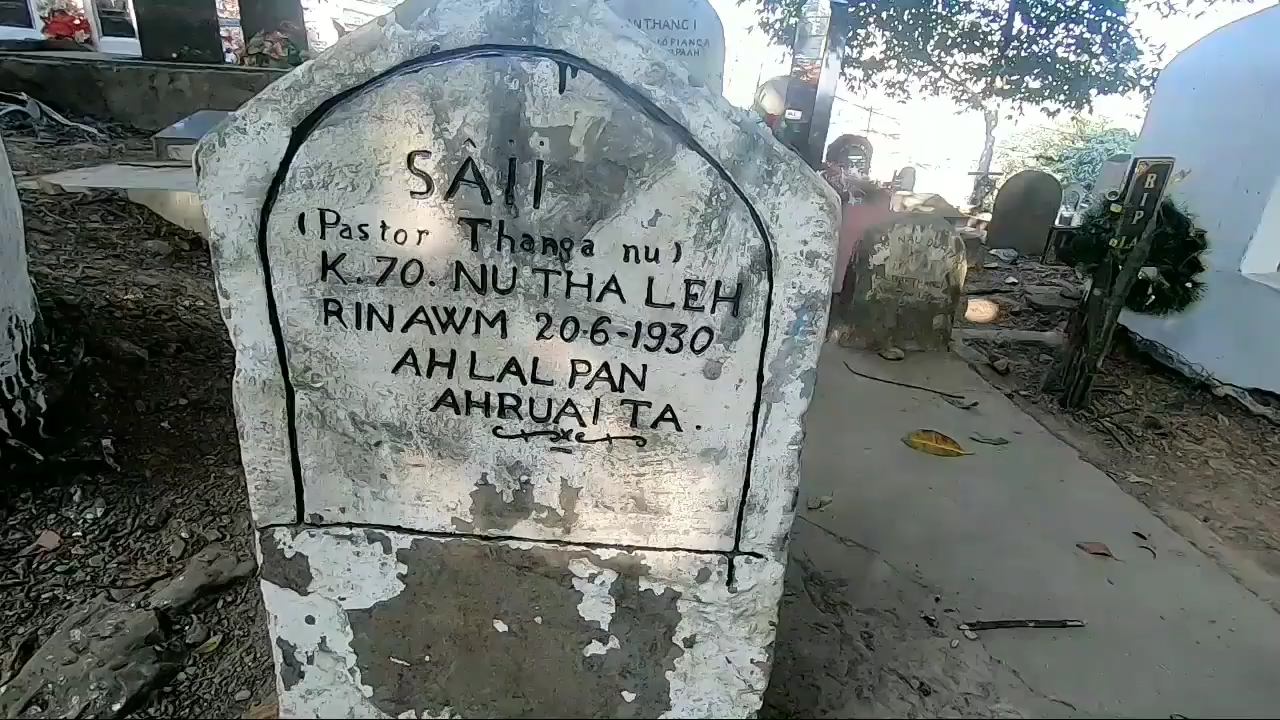 SÂII
(Pastor Thanga nu)
K.70. NU THA LEH
RINAWM 20-6-1930
AH LAL PAN
AHRUAI TA.
RIP